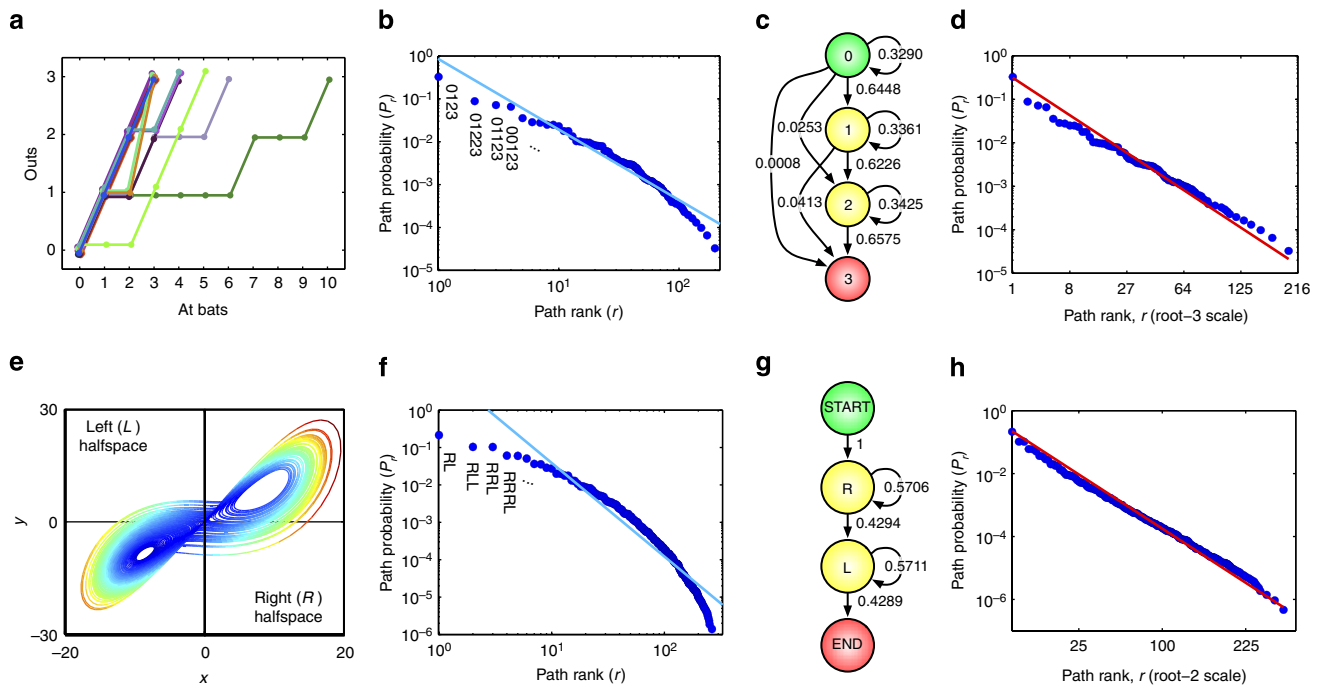 a
Outs
3
2
1
0
0 1 2 3 4 5 6 7 8 9 10
At bats
b
Path probability (Pr)
10^0
10^-1
10^-2
10^-3
10^-4
10^-5
0123
01223
01123
00123
...
10^0 10^1 10^2
Path rank (r)
c
0
0.3290
0.6448
0.0253
1
0.3361
0.0008
0.6226
0.0413
2
0.3425
0.6575
3
d
Path probability (Pr)
10^0
10^-1
10^-2
10^-3
10^-4
10^-5
1 8 27 64 125 216
Path rank, r (root–3 scale)
e
y
30
0
–30
Left (L)
halfspace
Right (R)
halfspace
–20 0 20
x
f
Path probability (Pr)
10^0
10^-1
10^-2
10^-3
10^-4
10^-5
10^-6
RL
RLL
RRL
RRRL
...
10^0 10^1 10^2
Path rank (r)
g
START
1
R
0.5706
0.4294
L
0.5711
0.4289
END
h
Path probability (Pr)
10^0
10^-2
10^-4
10^-6
25 100 225
Path rank, r (root–2 scale)